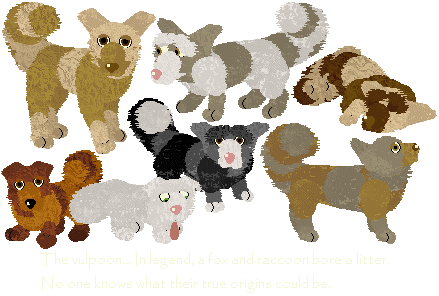 The vulpoon... In legend, a fox and raccoon bore a litter.
No one knows what their true origins could be.